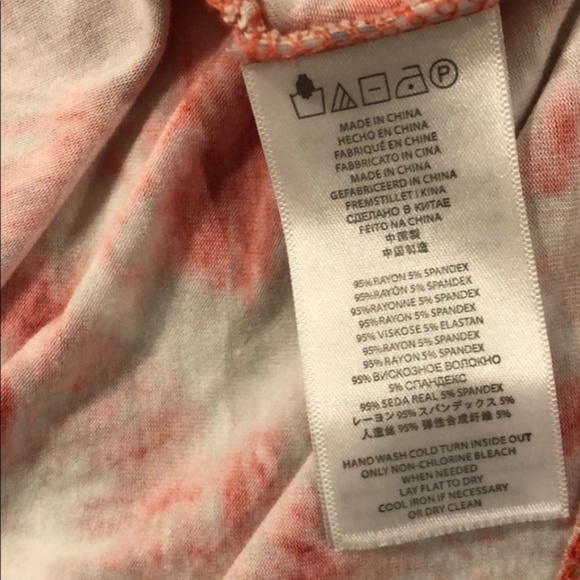 P
MADE IN CHINA
HECHO EN CHINA
FABRIQUÉ EN CHINE
FABBRICATO IN CINA
MADE IN CHINA
GEFABRICEERD IN CHINA
FREMSTILLET I KINA
СДЕЛАНО В КИТАЕ
FEITO NA CHINA
中国製
中国制造
95% RAYON 5% SPANDEX
95% RAYON 5% SPANDEX
95% RAYONNE 5% SPANDEX
95% RAYON 5% SPANDEX
95% VISKOSE 5% ELASTAN
95% RAYON 5% SPANDEX
95% RAYON 5% SPANDEX
95% ВИСКОЗНОЕ ВОЛОКНО
5% СПАНДЕКС
95% SEDA REAL 5% SPANDEX
レーヨン 95% スパンデックス 5%
人造丝 95% 弹性合成纤维 5%
HAND WASH COLD TURN INSIDE OUT
ONLY NON-CHLORINE BLEACH
WHEN NEEDED
LAY FLAT TO DRY
COOL IRON IF NECESSARY
OR DRY CLEAN